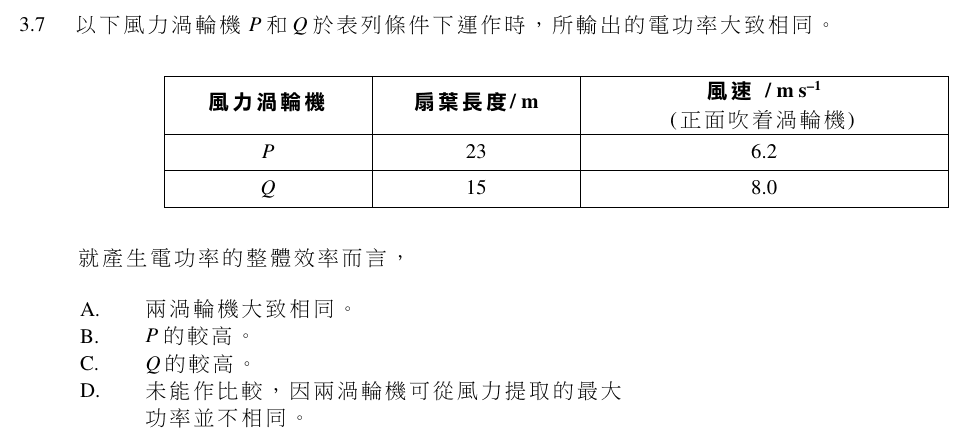 3.7 以下風力渦輪機 P 和 Q 於表列條件下運作時，所輸出的電功率大致相同。
風力渦輪機 扇葉長度/ m 風速 / m s⁻¹
(正面吹着渦輪機)
P 23 6.2
Q 15 8.0
就產生電功率的整體效率而言，
A. 兩渦輪機大致相同。
B. P 的較高。
C. Q 的較高。
D. 未能作比較，因兩渦輪機可從風力提取的最大
功率並不相同。